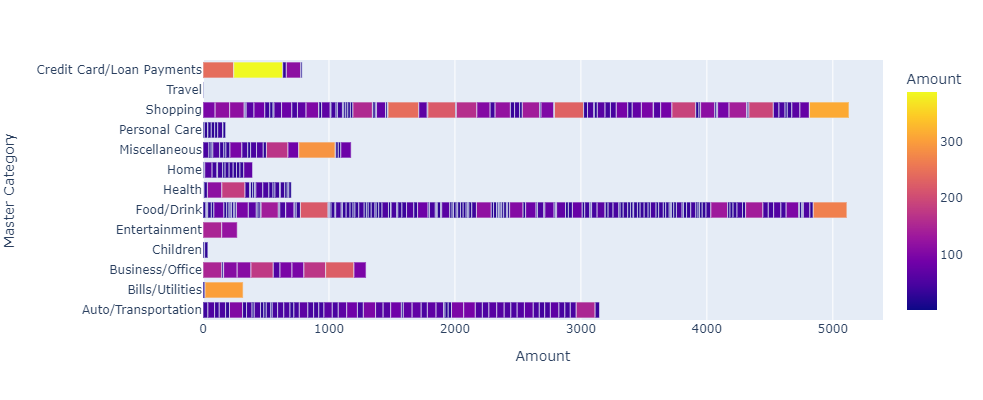 Credit Card/Loan Payments
Travel
Shopping
Personal Care
Miscellaneous
Home
Health
Food/Drink
Entertainment
Children
Business/Office
Bills/Utilities
Auto/Transportation
Master Category
0 1000 2000 3000 4000 5000
Amount
Amount
300
200
100